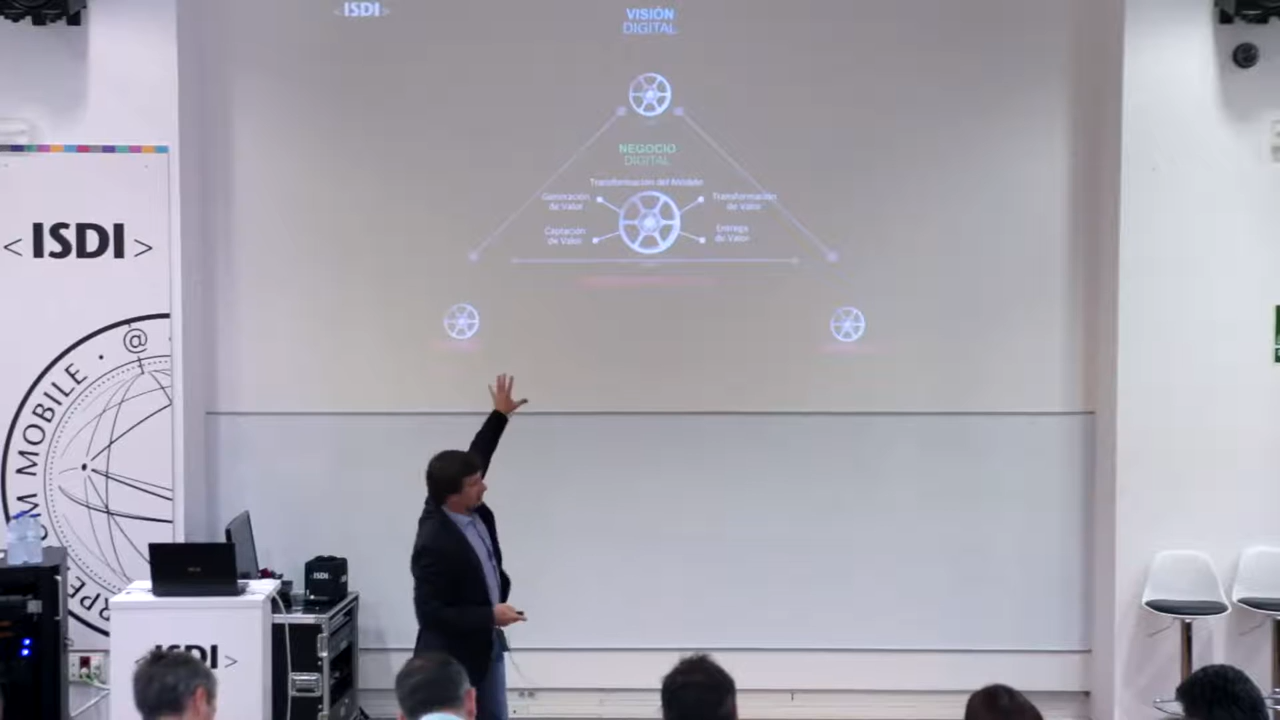 <ISDI>
VISIÓN
DIGITAL
NEGOCIO
DIGITAL
Transformación del Modelo
Generación
de Valor
Transformación
de Valor
Captación
de Valor
Entrega
de Valor
<ISDI>
@
MOBILE
ISDI
ISDI>